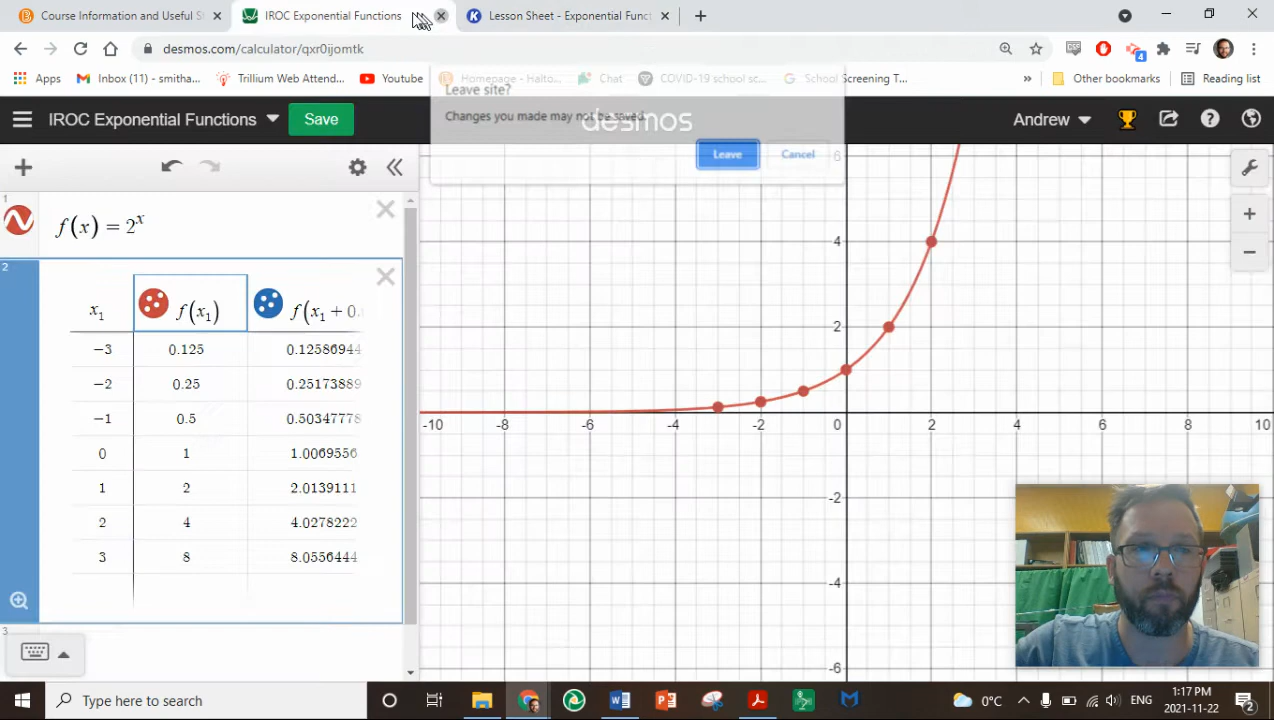 Course Information and Useful S
IROC Exponential Functions
Lesson Sheet - Exponential Func
desmos.com/calculator/qxr0ijomtk
4
Apps
Inbox (11) - smitha...
Trillium Web Attend...
Youtube
Homepage - Halto...
Chat
COVID-19 school sc...
School Screening T...
»
Other bookmarks
Reading list
Leave site?
Changes you made may not be saved.
Leave
Cancel
IROC Exponential Functions
Save
desmos
Andrew
1
f(x) = 2^x
2
x₁ f(x₁) f(x₁ + 0.
−3 0.125 0.12586944
−2 0.25 0.25173889
−1 0.5 0.50347778
0 1 1.0069556
1 2 2.0139111
2 4 4.0278222
3 8 8.0556444
3
6
4
2
-10 -8 -6 -4 -2 0 2 4 6 8 10
-2
-4
-6
Type here to search
0°C
ENG
1:17 PM
2021-11-22
2